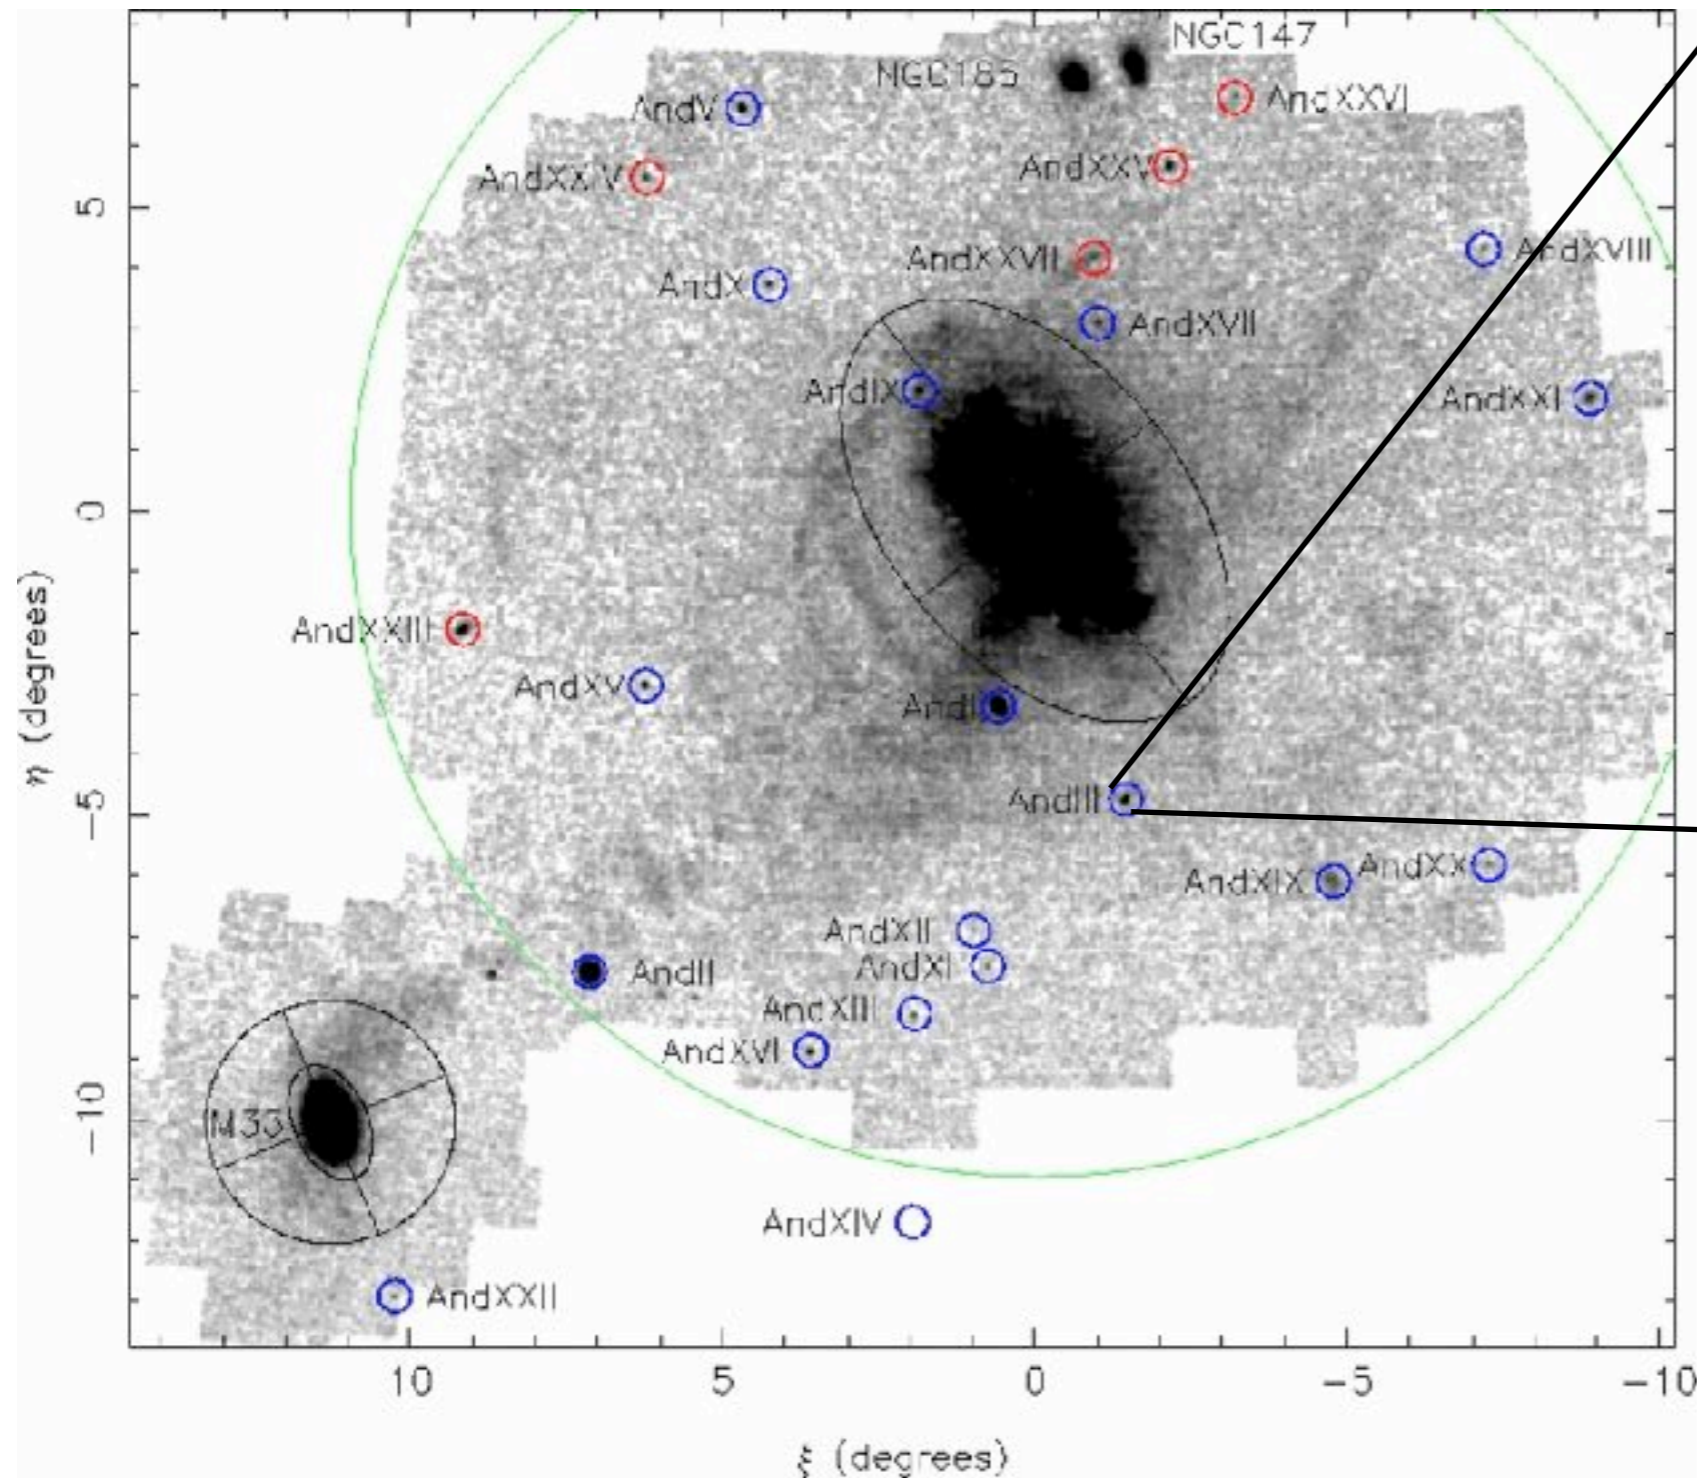 NGC147
NGC185
AndV
AndXXVI
AndXXIV
AndXXV
5
AndXXVII
AndXVIII
AndX
AndXVII
AndIX
AndXXI
0
η (degrees)
AndXXIII
AndXV
AndI
AndIII
-5
AndXIX
AndXX
AndXII
AndXI
AndII
AndXIII
AndXVI
-10
M33
AndXIV
AndXXII
10
5
0
-5
-10
ξ (degrees)